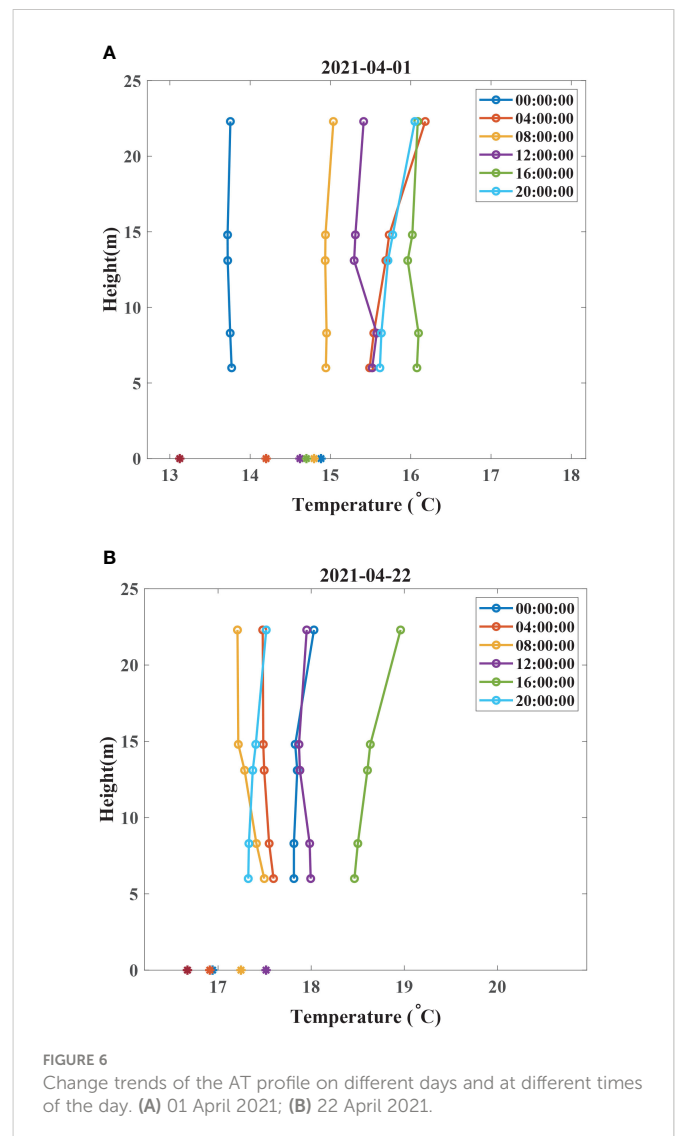 A
2021-04-01
25
20
15
10
5
0
Height(m)
00:00:00
04:00:00
08:00:00
12:00:00
16:00:00
20:00:00
13 14 15 16 17 18
Temperature (°C)
B
2021-04-22
25
20
15
10
5
0
Height(m)
00:00:00
04:00:00
08:00:00
12:00:00
16:00:00
20:00:00
17 18 19 20
Temperature (°C)
FIGURE 6
Change trends of the AT profile on different days and at different times
of the day. (A) 01 April 2021; (B) 22 April 2021.